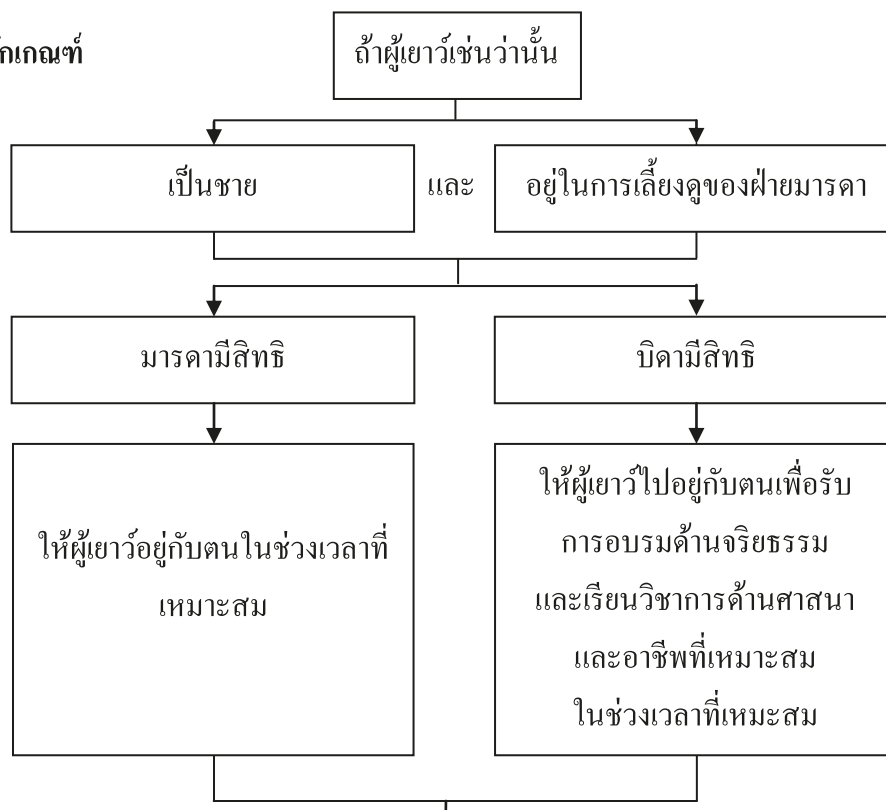 ถ้าผู้เยาว์เช่นว่านั้น
เป็นชาย และ อยู่ในการเลี้ยงดูของฝ่ายมารดา
มารดามีสิทธิ
บิดามีสิทธิ
ให้ผู้เยาว์อยู่กับตนในช่วงเวลาที่
เหมาะสม
ให้ผู้เยาว์ไปอยู่กับตนเพื่อรับ
การอบรมด้านจริยธรรม
และเรียนวิชาการด้านศาสนา
และอาชีพที่เหมาะสม
ในช่วงเวลาที่เหมาะสม